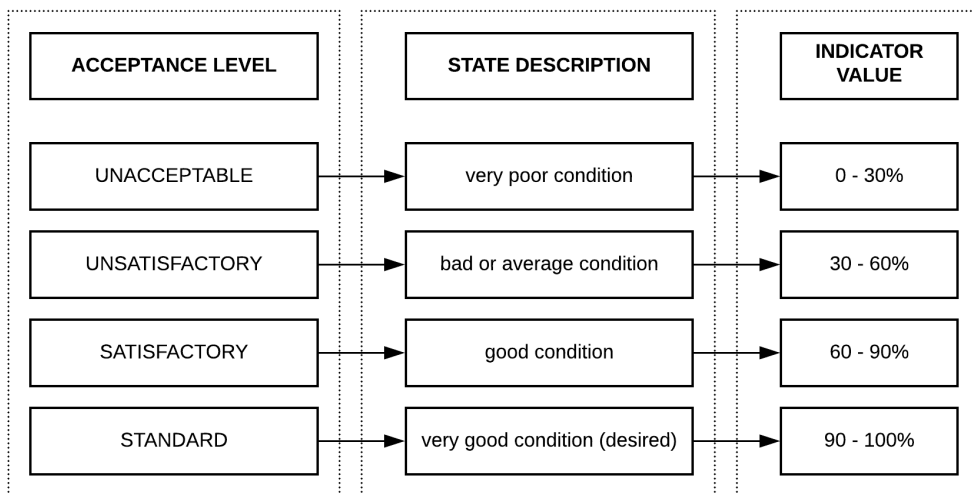 ACCEPTANCE LEVEL
STATE DESCRIPTION
INDICATOR
VALUE
UNACCEPTABLE
very poor condition
0 - 30%
UNSATISFACTORY
bad or average condition
30 - 60%
SATISFACTORY
good condition
60 - 90%
STANDARD
very good condition (desired)
90 - 100%